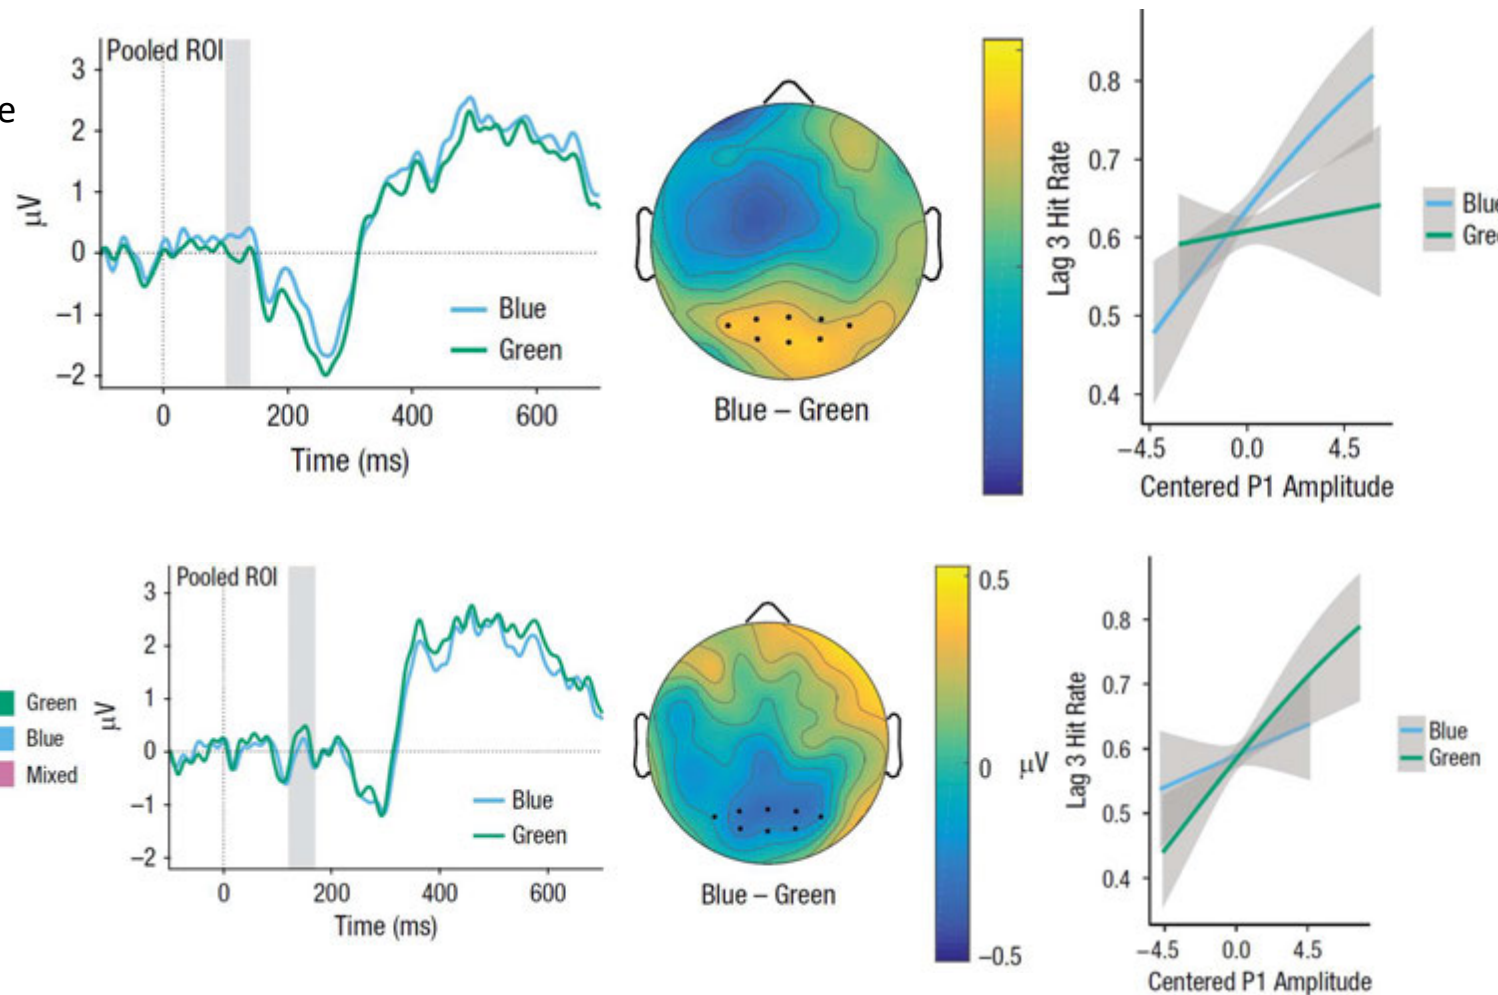 e
Pooled ROI
3
2
1
0
−1
−2
μV
Blue
Green
0
200
400
600
Time (ms)
Blue – Green
0.8
0.7
0.6
0.5
0.4
Lag 3 Hit Rate
−4.5
0.0
4.5
Centered P1 Amplitude
Blue
Gree
Green
Blue
Mixed
Pooled ROI
3
2
1
0
−1
−2
μV
Blue
Green
0
200
400
600
Time (ms)
Blue – Green
0.5
0
μV
−0.5
0.8
0.7
0.6
0.5
0.4
Lag 3 Hit Rate
−4.5
0.0
4.5
Centered P1 Amplitude
Blue
Green